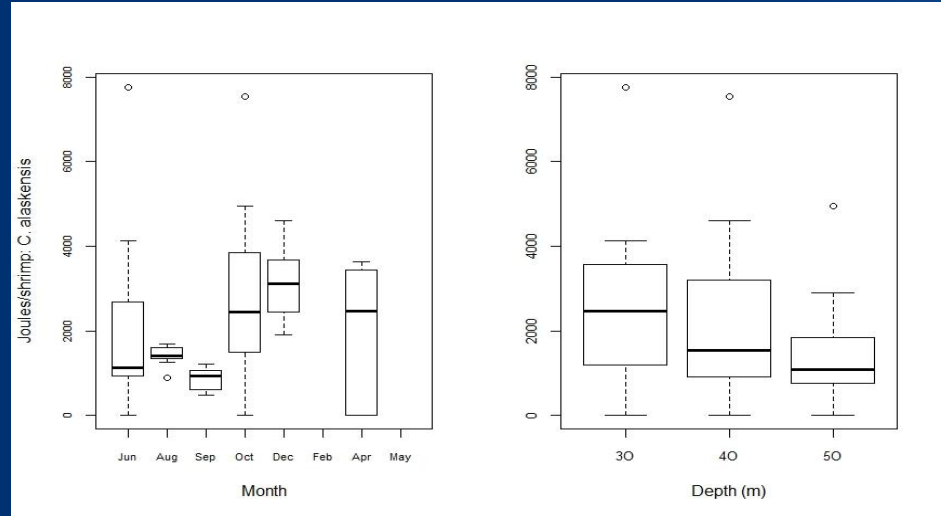 Joules/shrimp: C. alaskensis
8000
6000
4000
2000
0
Jun Aug Sep Oct Dec Feb Apr May
Month
8000
6000
4000
2000
0
30 40 50
Depth (m)